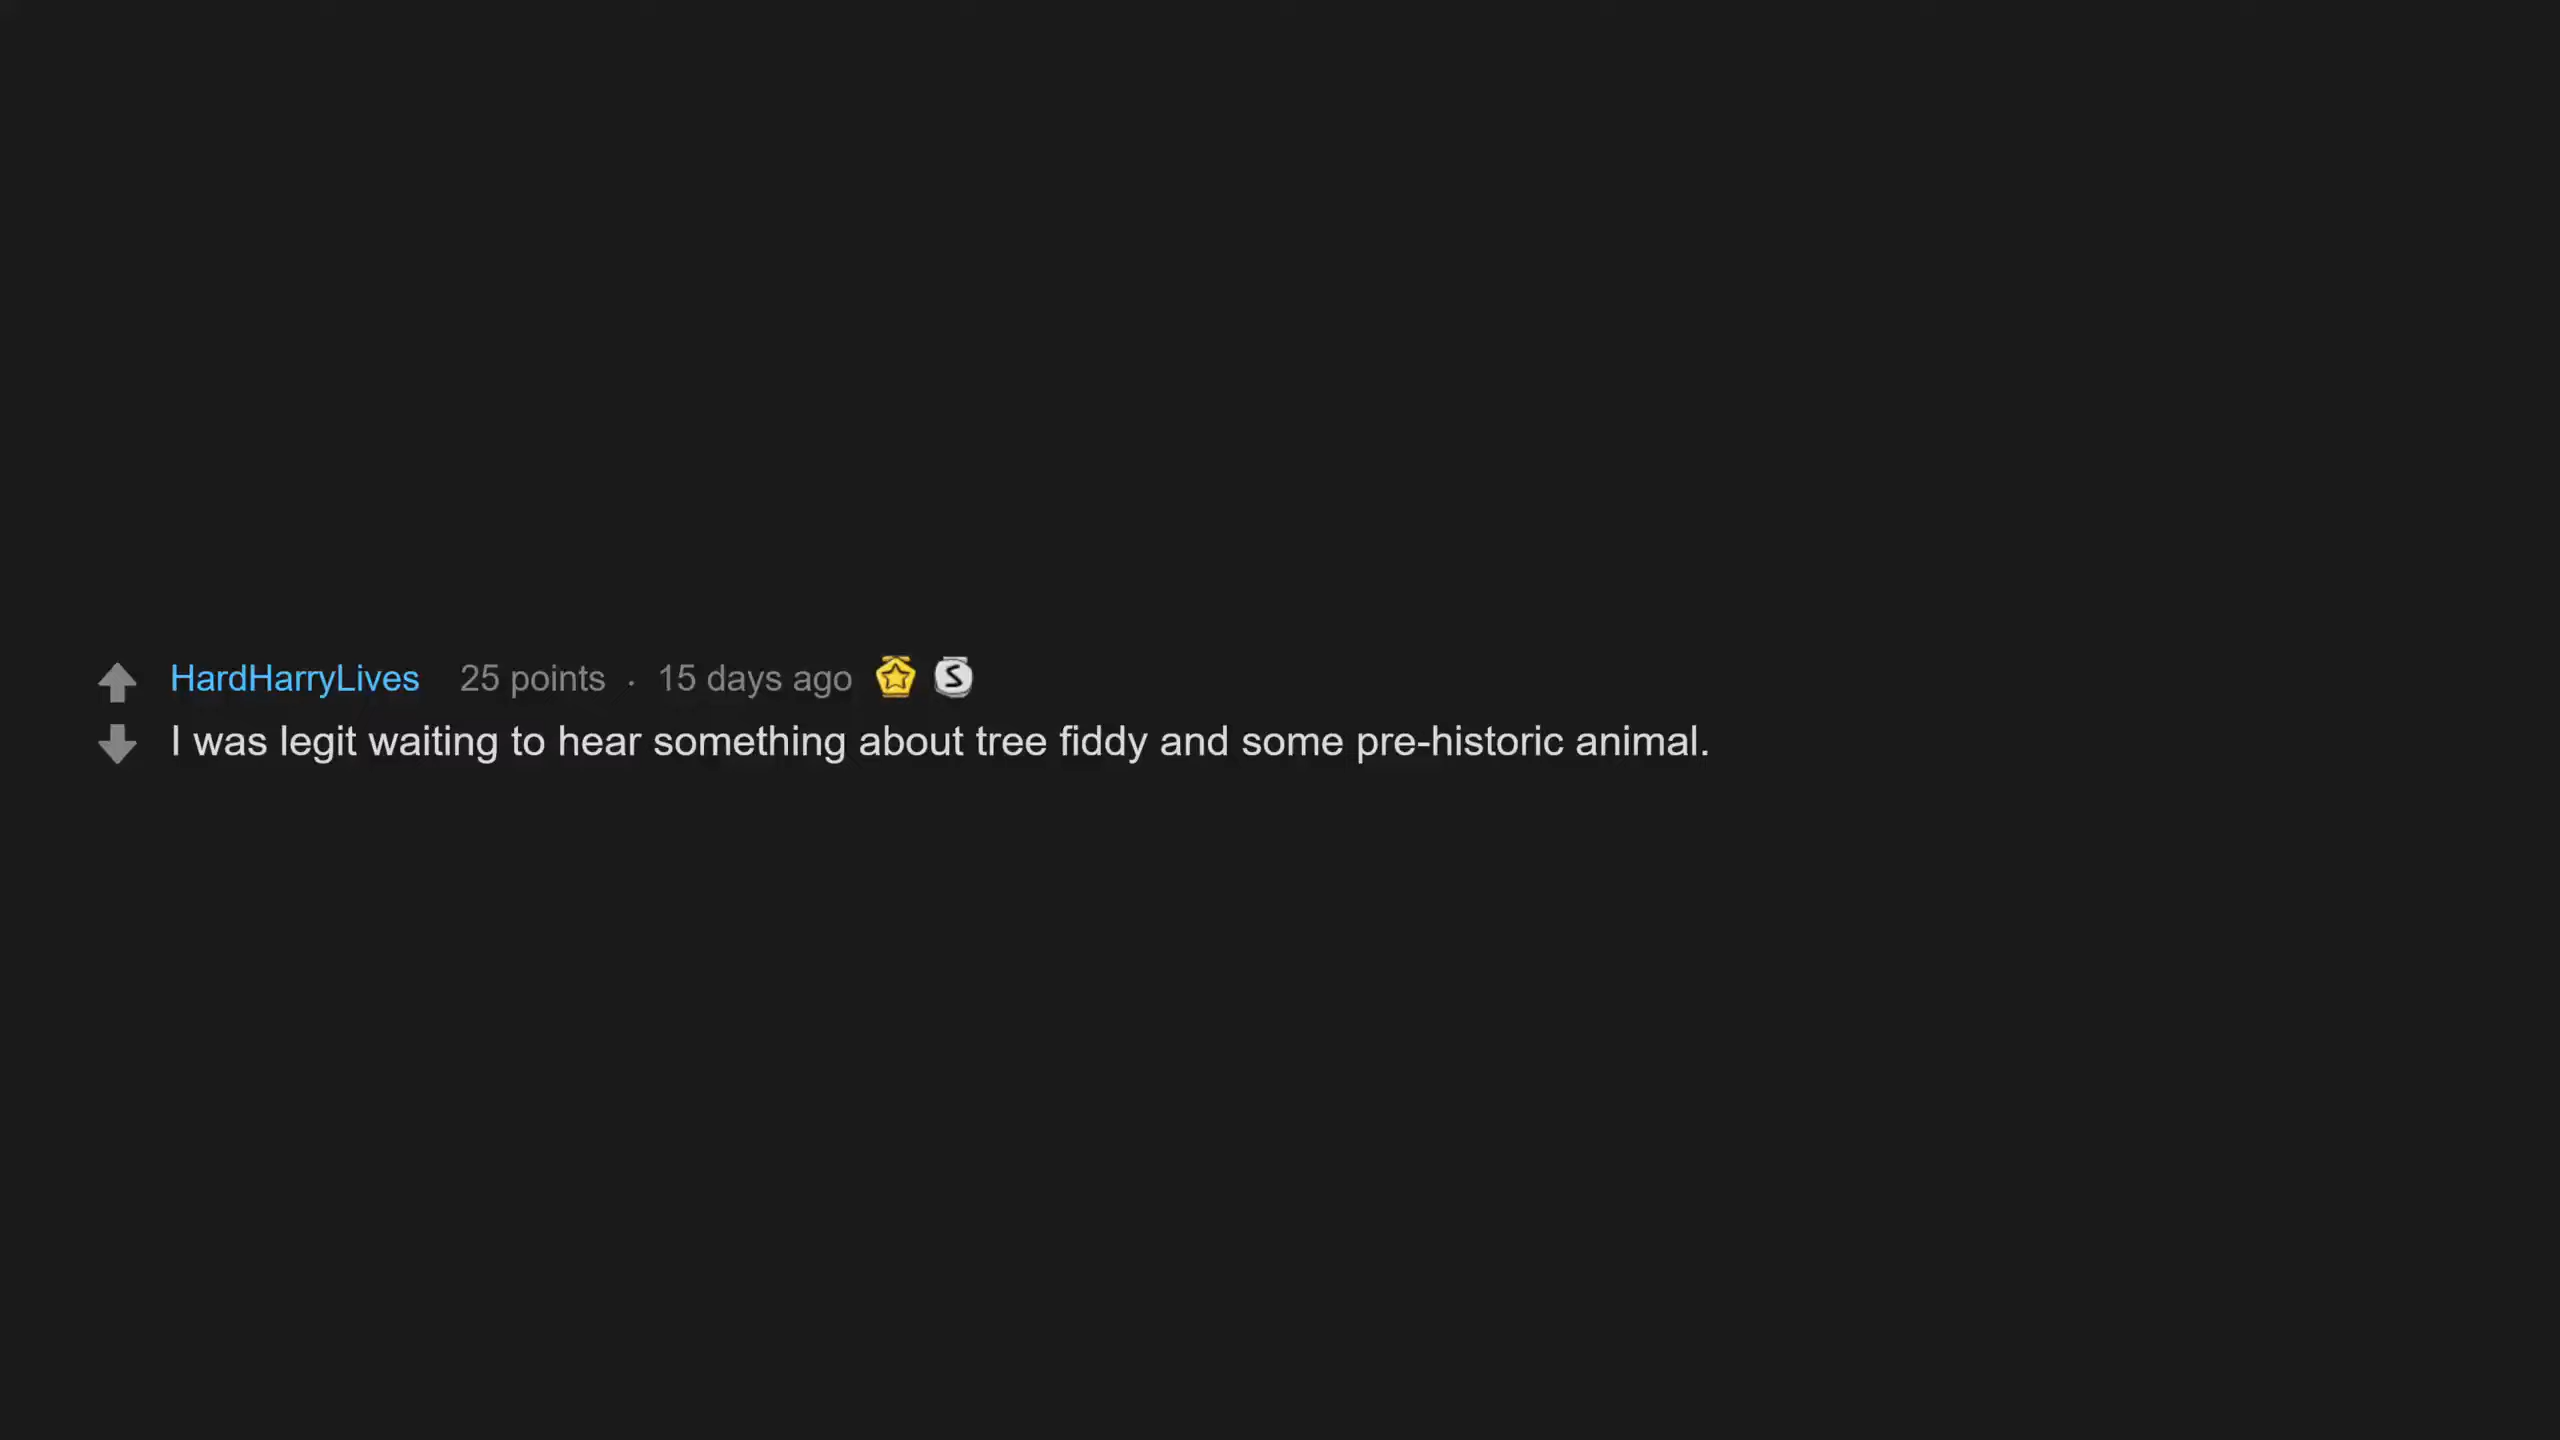 HardHarryLives 25 points · 15 days ago
I was legit waiting to hear something about tree fiddy and some pre-historic animal.